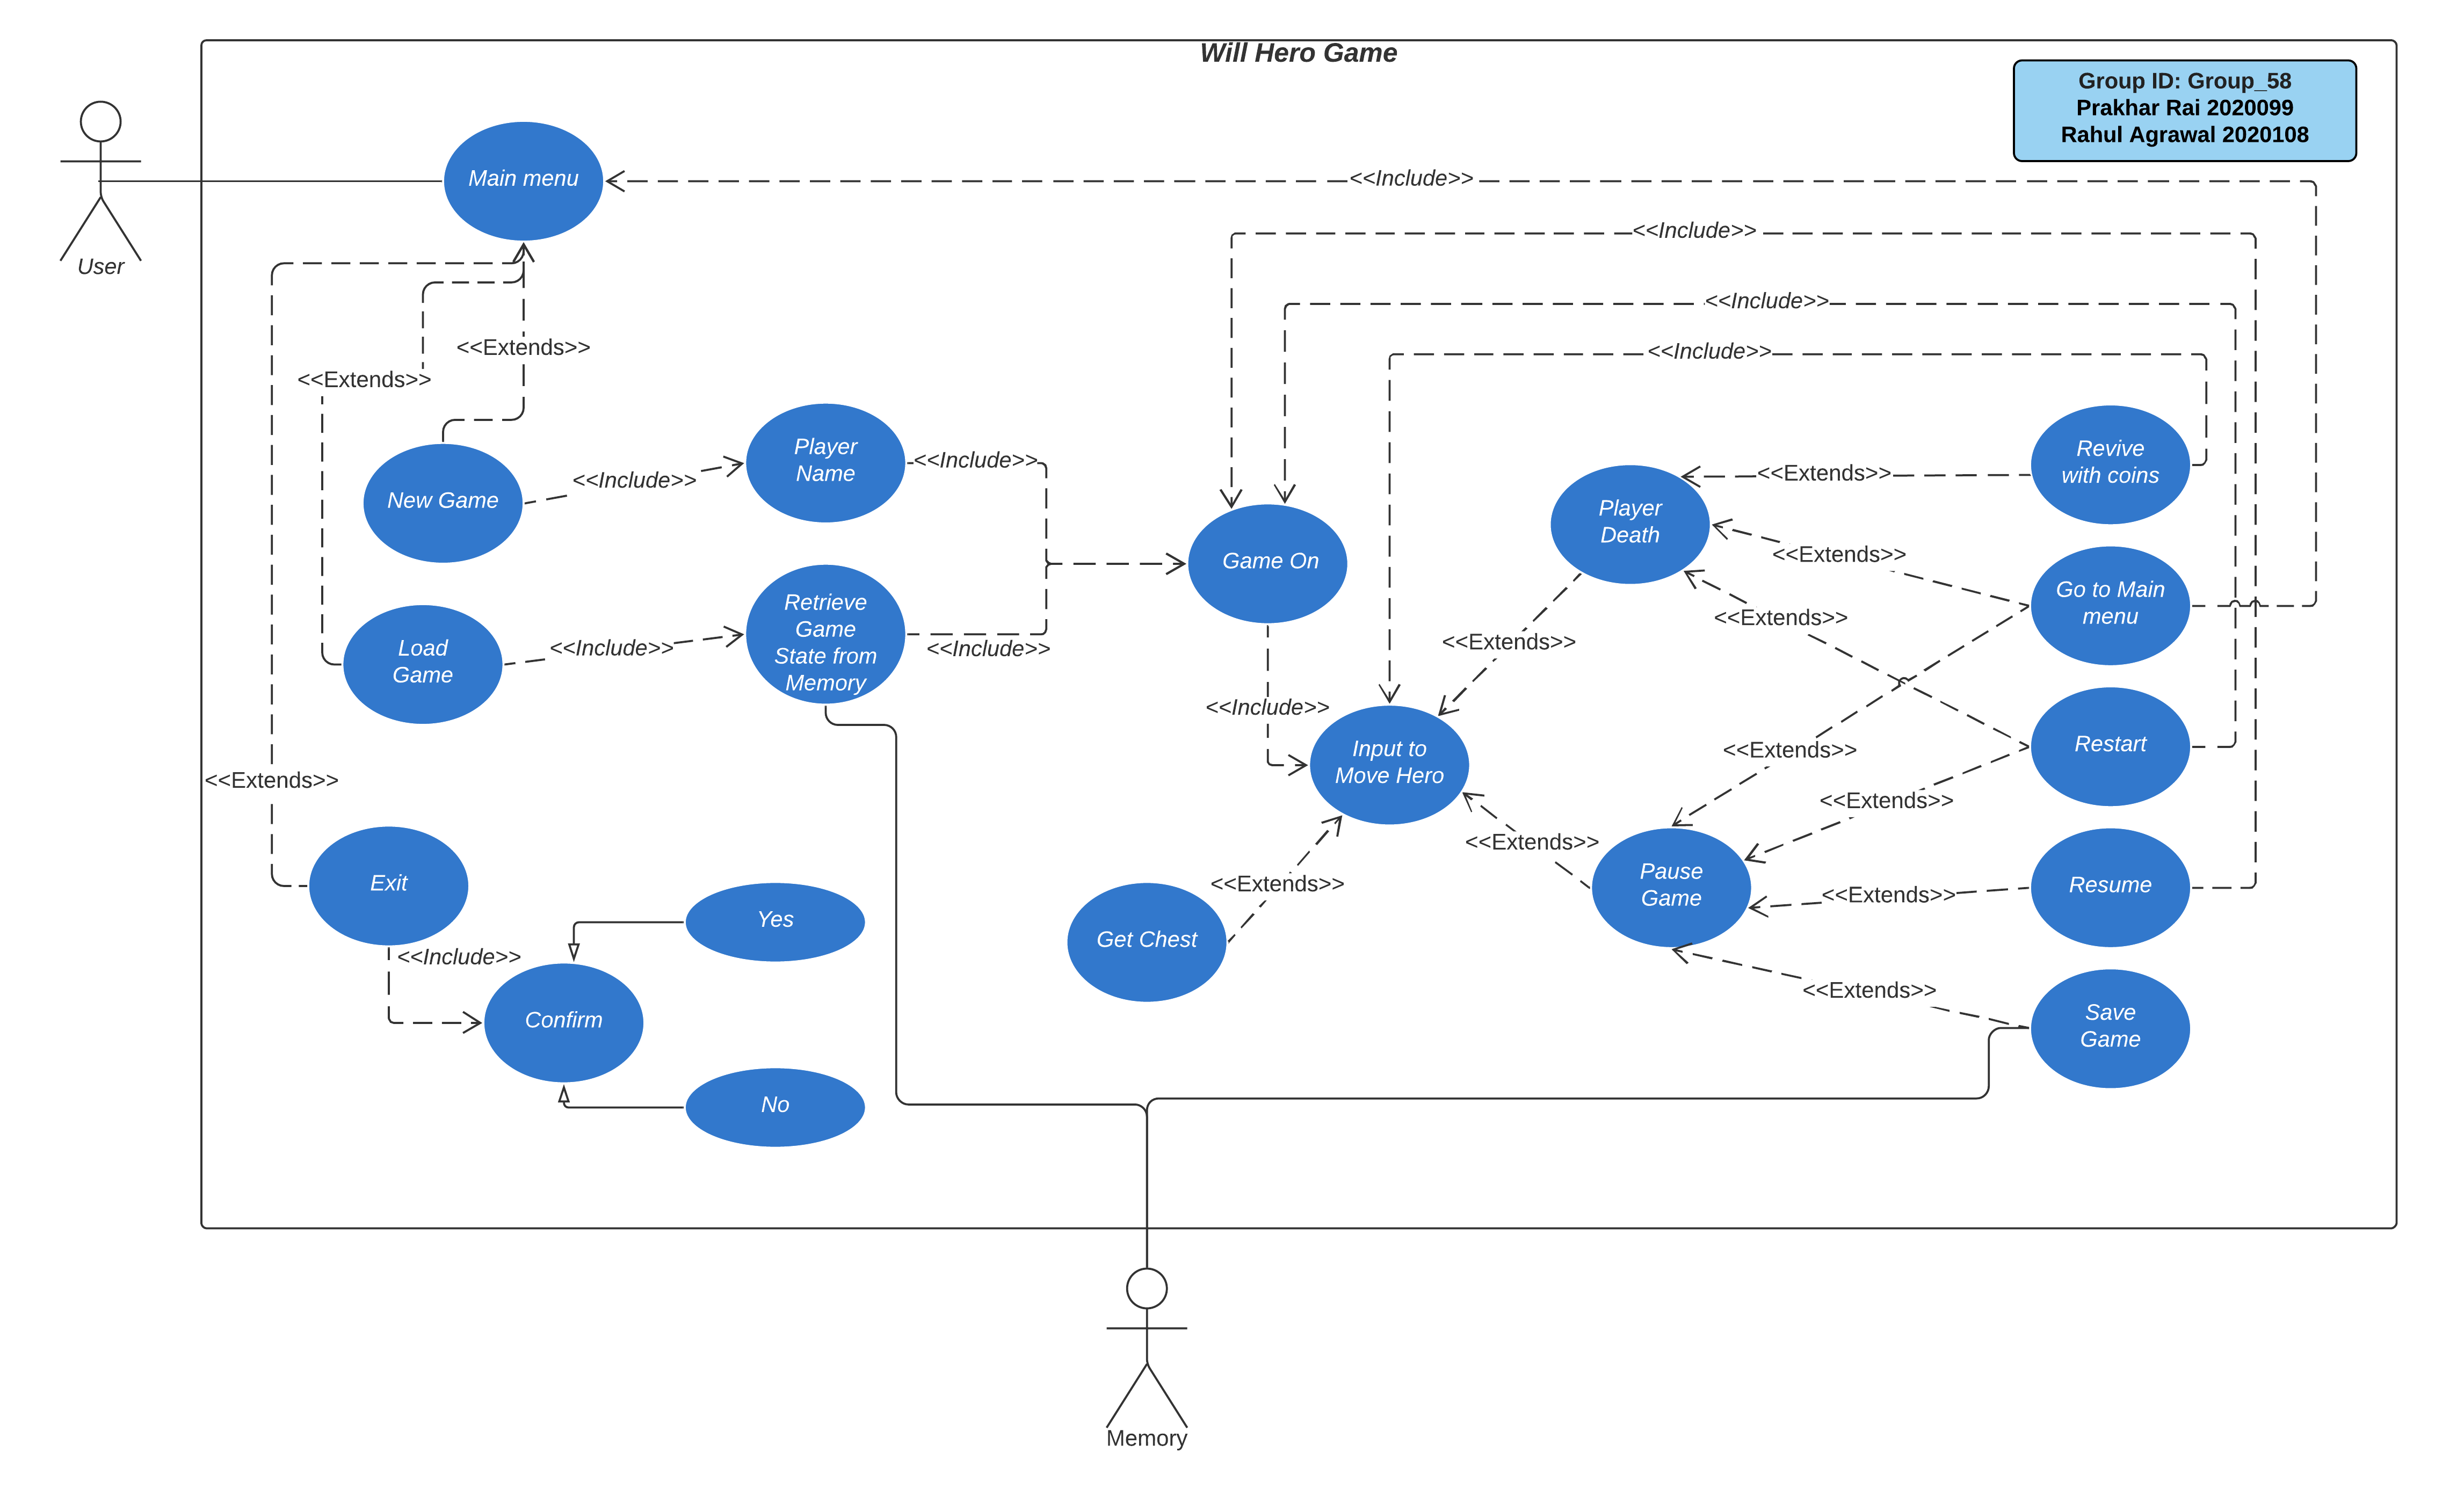 Will Hero Game
Group ID: Group_58
Prakhar Rai 2020099
Rahul Agrawal 2020108
User
Main menu
<<Include>>
<<Include>>
<<Include>>
<<Include>>
<<Extends>>
<<Extends>>
<<Extends>>
New Game
<<Include>>
Player
Name
<<Include>>
Load
Game
<<Include>>
Retrieve
Game
State from
Memory
<<Include>>
Game On
<<Include>>
Input to
Move Hero
Player
Death
<<Extends>>
<<Extends>>
<<Extends>>
<<Extends>>
<<Extends>>
<<Extends>>
<<Extends>>
<<Extends>>
<<Extends>>
<<Extends>>
Revive
with coins
Go to Main
menu
Restart
Resume
Save
Game
Pause
Game
Get Chest
Exit
<<Include>>
Confirm
Yes
No
Memory